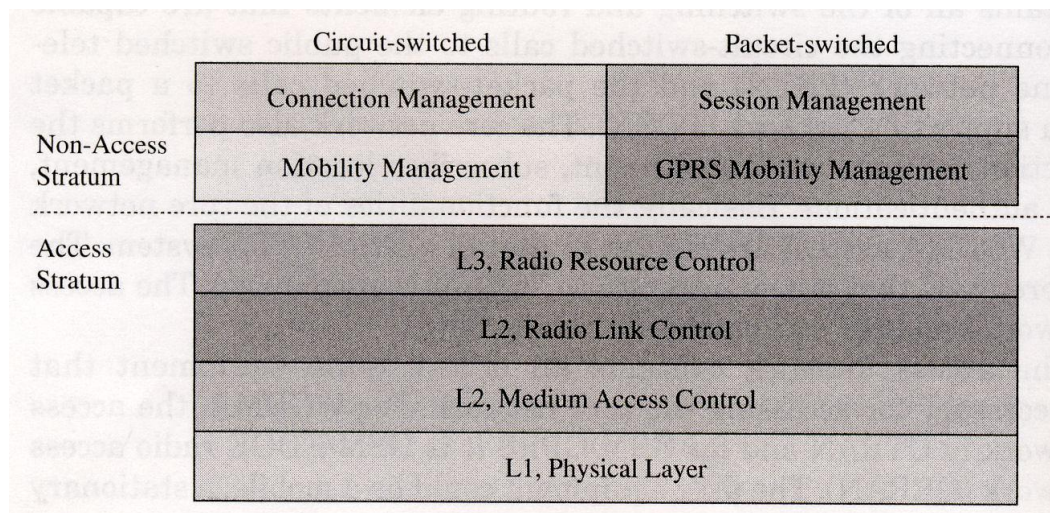 Circuit-switched Packet-switched
Connection Management Session Management
Non-Access
Stratum
Mobility Management GPRS Mobility Management
Access
Stratum
L3, Radio Resource Control
L2, Radio Link Control
L2, Medium Access Control
L1, Physical Layer